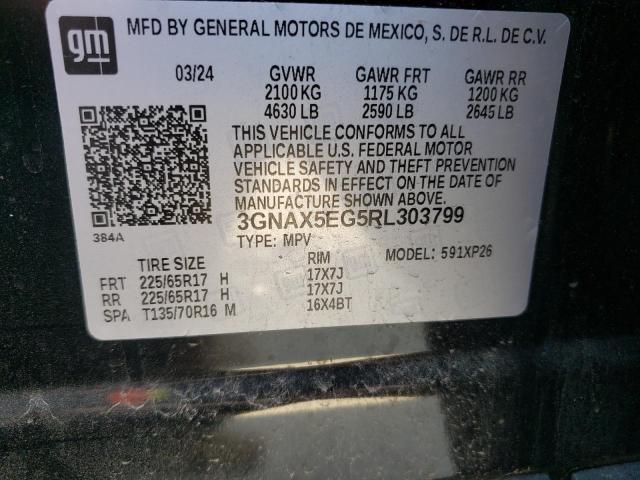 gm
MFD BY GENERAL MOTORS DE MEXICO, S. DE R.L. DE C.V.
03/24 GVWR GAWR FRT GAWR RR
2100 KG 1175 KG 1200 KG
4630 LB 2590 LB 2645 LB
THIS VEHICLE CONFORMS TO ALL
APPLICABLE U.S. FEDERAL MOTOR
VEHICLE SAFETY AND THEFT PREVENTION
STANDARDS IN EFFECT ON THE DATE OF
MANUFACTURE SHOWN ABOVE.
3GNAX5EG5RL303799
384A TYPE: MPV MODEL: 591XP26
TIRE SIZE RIM
FRT 225/65R17 H 17X7J
RR 225/65R17 H 17X7J
SPA T135/70R16 M 16X4BT